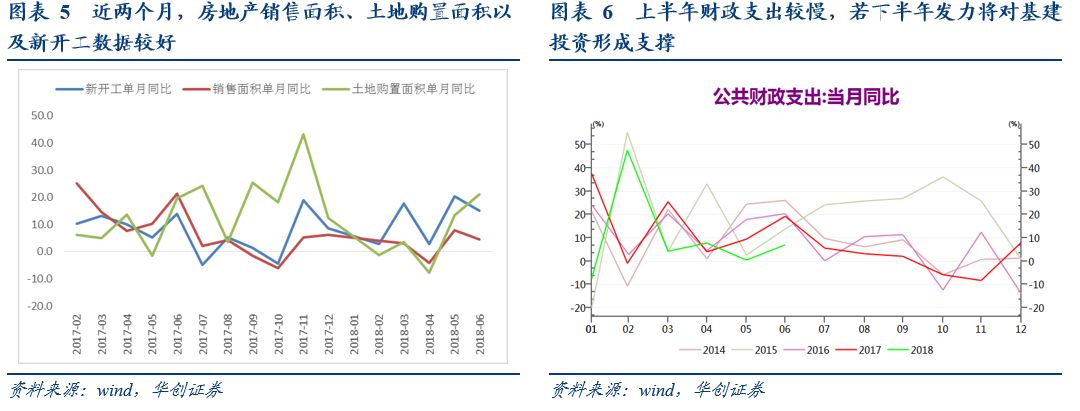 图表 5 近两个月，房地产销售面积、土地购置面积以
及新开工数据较好
新开工单月同比 销售面积单月同比 土地购置面积单月同比
50.0
40.0
30.0
20.0
10.0
0.0
-10.0
-20.0
2017-02 2017-03 2017-04 2017-05 2017-06 2017-07 2017-08 2017-09 2017-10 2017-11 2017-12 2018-01 2018-02 2018-03 2018-04 2018-05 2018-06
资料来源：wind，华创证券
图表 6 上半年财政支出较慢，若下半年发力将对基建
投资形成支撑
公共财政支出:当月同比
(%) (%)
50 50
40 40
30 30
20 20
10 10
0 0
-10 -10
-20 -20
01 02 03 04 05 06 07 08 09 10 11 12
2014 2015 2016 2017 2018
资料来源：wind，华创证券